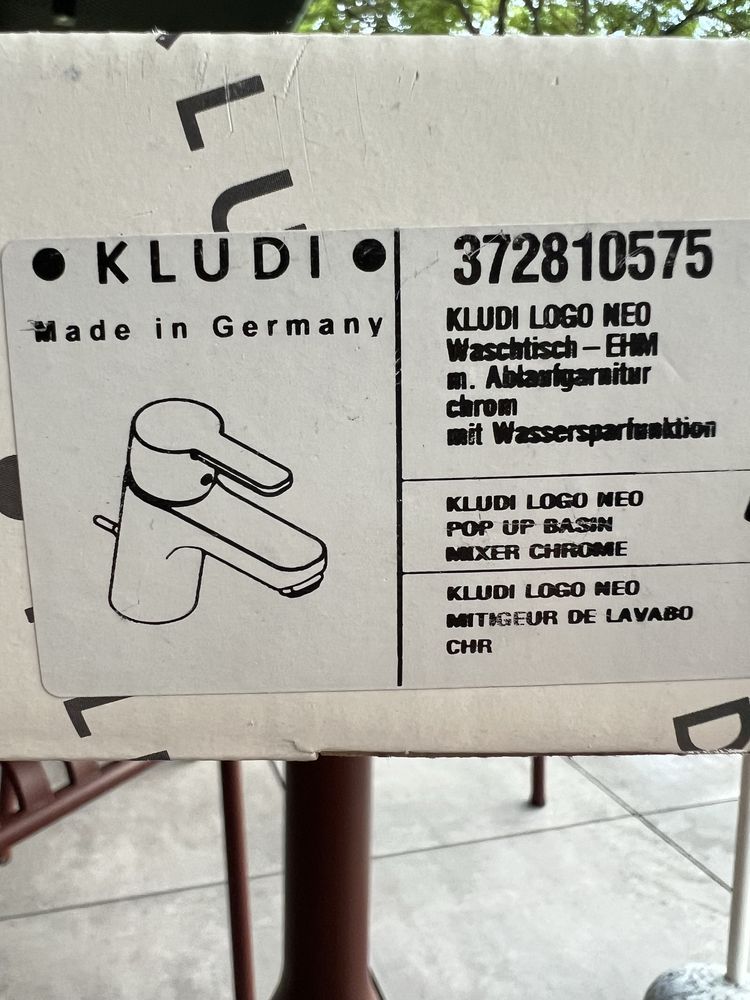 LU
• KLUDI •
Made in Germany
372810575
KLUDI LOGO NEO
Waschtisch – EHM
m. Ablaufgarnitur
chrom
mit Wassersparfunktion
KLUDI LOGO NEO
POP UP BASIN
MIXER CHROME
KLUDI LOGO NEO
MITIGEUR DE LAVABO
CHR
L
D